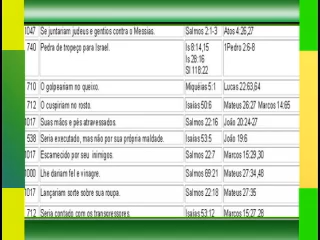 1047 Se juntariam judeus e gentios contra o Messias. Salmos 2:1-3 Atos 4:26,27
740 Pedra de tropeço para Israel. Is 8:14,15 1Pedro 2:6-8
Is 28:16
Sl 118:22
710 O golpeariam no queixo. Miquéias 5:1 Lucas 22:63,64
712 O cuspiriam no rosto. Isaías 50:6 Mateus 26:27 Marcos 14:65
1017 Suas mãos e pés atravessados. Salmos 22:16 João 20:24-27
538 Seria executado, mas não por sua própria maldade. Isaías 53:5 João 19:6
1017 Escarnecido por seu inimigos. Salmos 22:7 Marcos 15:29,30
1000 Lhe dariam fel e vinagre. Salmos 69:21 Mateus 27:34,48
1017 Lançariam sorte sobre sua roupa. Salmos 22:18 Mateus 27:35
712 Seria contado com os transgressores. Isaías 53:12 Marcos 15:27,28